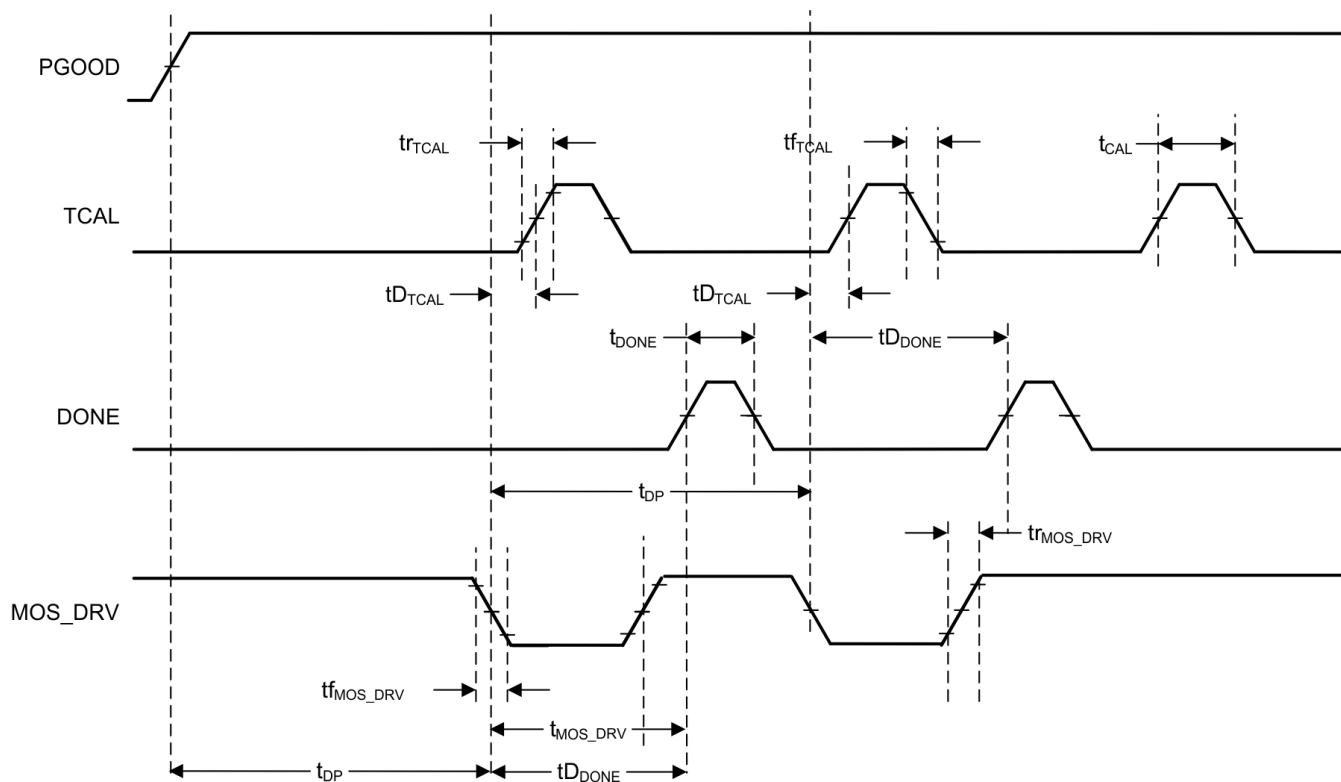 PGOOD
tr_TCAL
tf_TCAL
t_CAL
TCAL
tD_TCAL
tD_TCAL
t_DONE
tD_DONE
DONE
t_DP
tr_MOS_DRV
MOS_DRV
tf_MOS_DRV
t_MOS_DRV
t_DP
tD_DONE